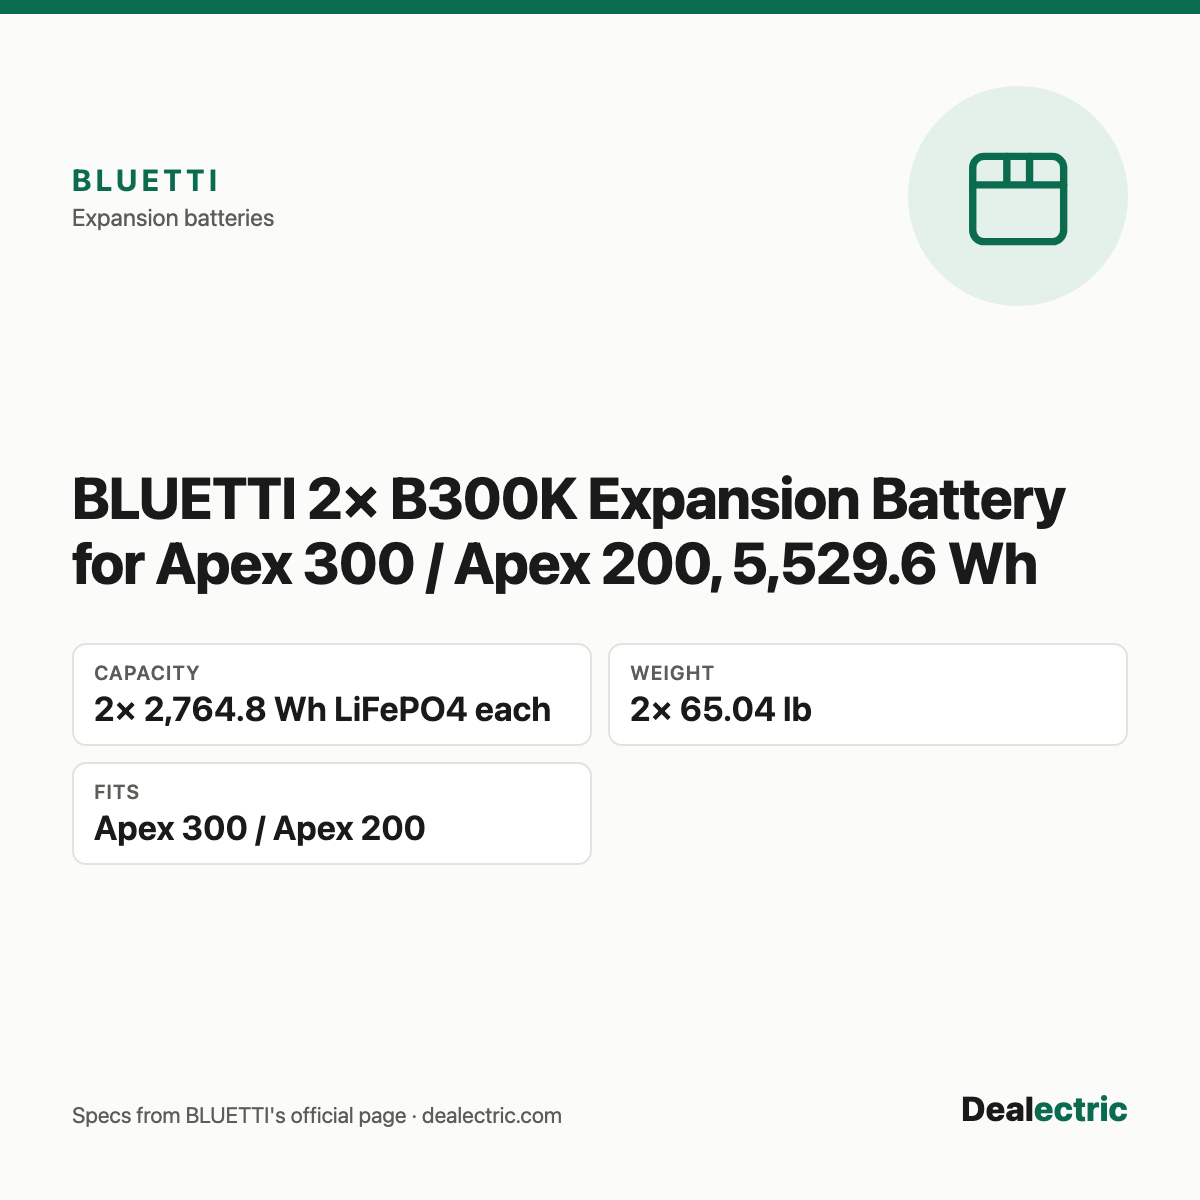 BLUETTI
Expansion batteries
BLUETTI 2× B300K Expansion Battery
for Apex 300 / Apex 200, 5,529.6 Wh
CAPACITY
2× 2,764.8 Wh LiFePO4 each
WEIGHT
2× 65.04 lb
FITS
Apex 300 / Apex 200
Specs from BLUETTI's official page · dealectric.com
Dealectric